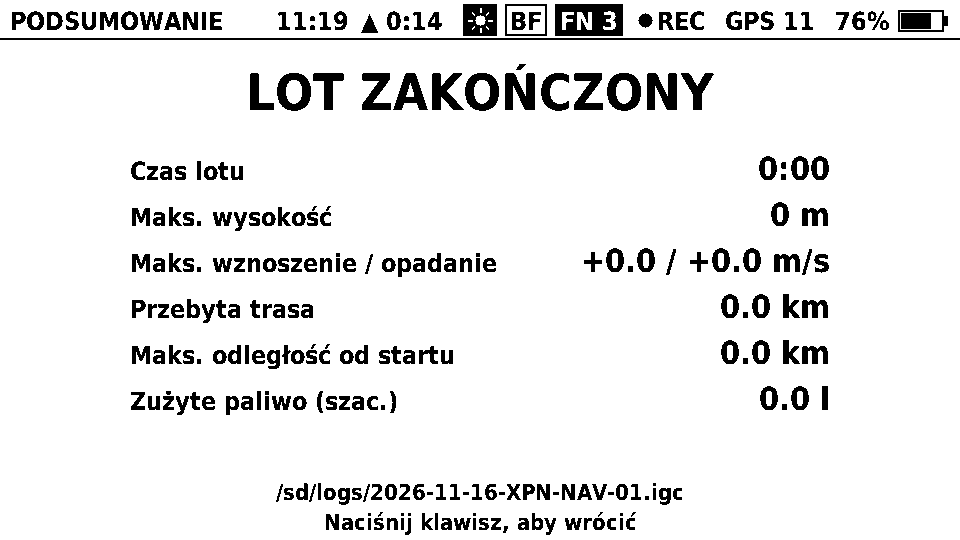 PODSUMOWANIE 11:19 ▲ 0:14 BF FN 3 ●REC GPS 11 76%
LOT ZAKOŃCZONY
Czas lotu 0:00
Maks. wysokość 0 m
Maks. wznoszenie / opadanie +0.0 / +0.0 m/s
Przebyta trasa 0.0 km
Maks. odległość od startu 0.0 km
Zużyte paliwo (szac.) 0.0 l
/sd/logs/2026-11-16-XPN-NAV-01.igc
Naciśnij klawisz, aby wrócić